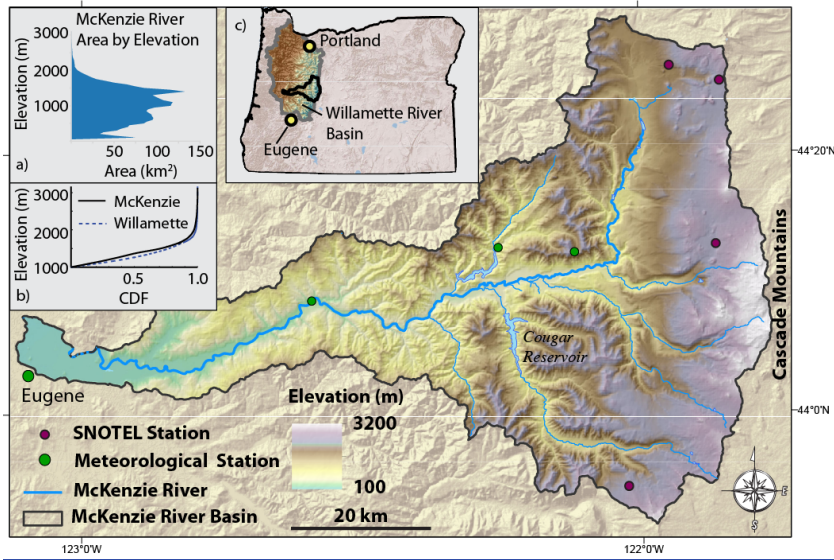 McKenzie River
Area by Elevation
Elevation (m)
3000
2000
1000
50 100 150
Area (km²)
a)
Elevation (m)
3000
2000
1000
McKenzie
Willamette
0.5 1.0
CDF
b)
c)
Portland
Willamette River
Basin
Eugene
44°20'N
44°0'N
Cascade Mountains
Cougar
Reservoir
Eugene
Elevation (m)
3200
100
SNOTEL Station
Meteorological Station
McKenzie River
McKenzie River Basin
20 km
E
S
123°0'W
122°0'W